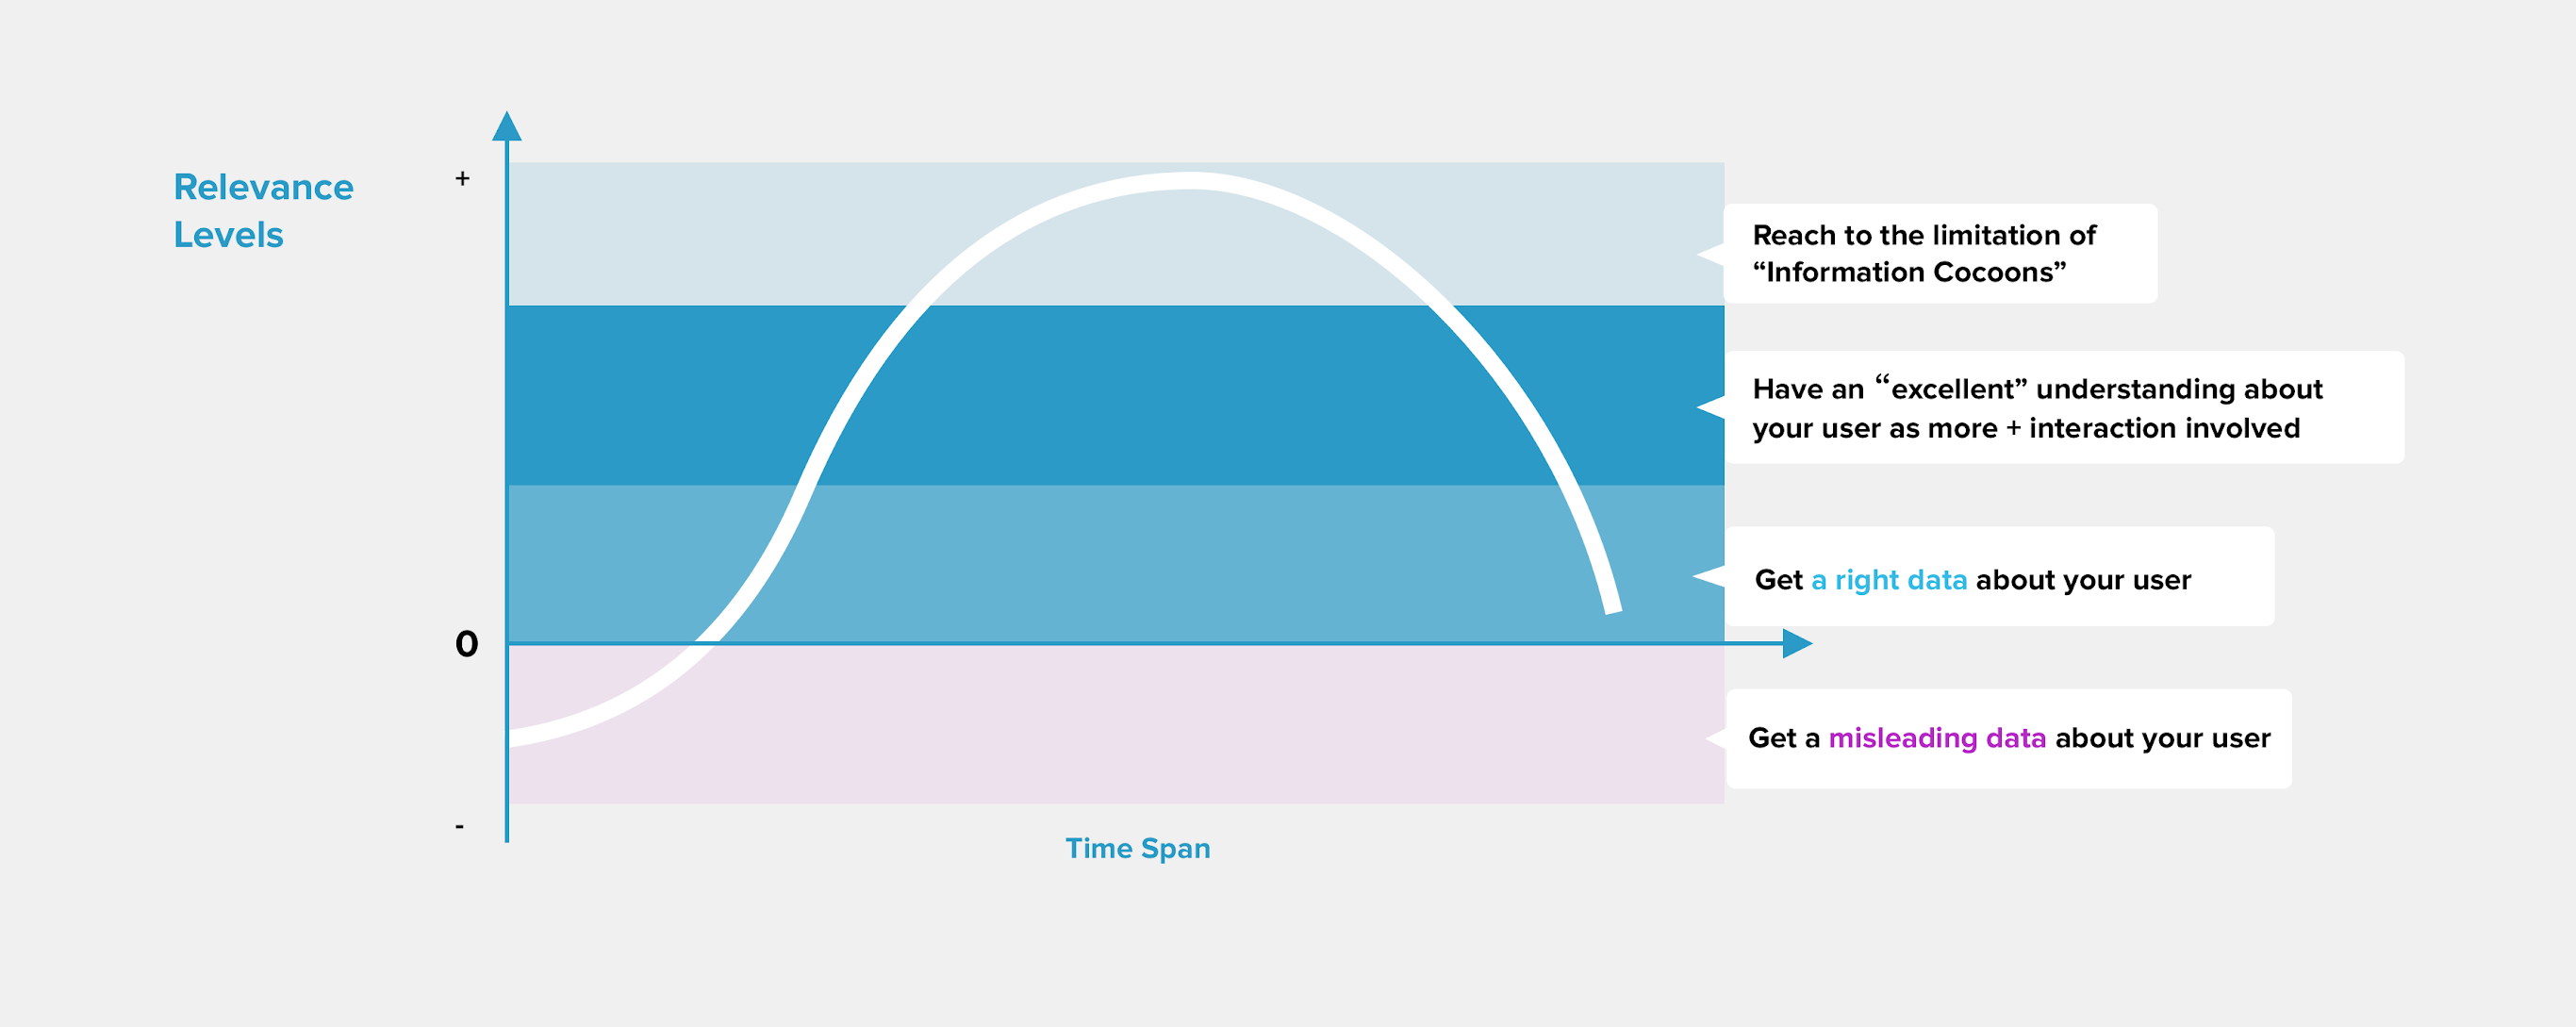 Relevance
Levels
+
0
-
Time Span
Reach to the limitation of
“Information Cocoons”
Have an “excellent” understanding about
your user as more + interaction involved
Get a right data about your user
Get a misleading data about your user